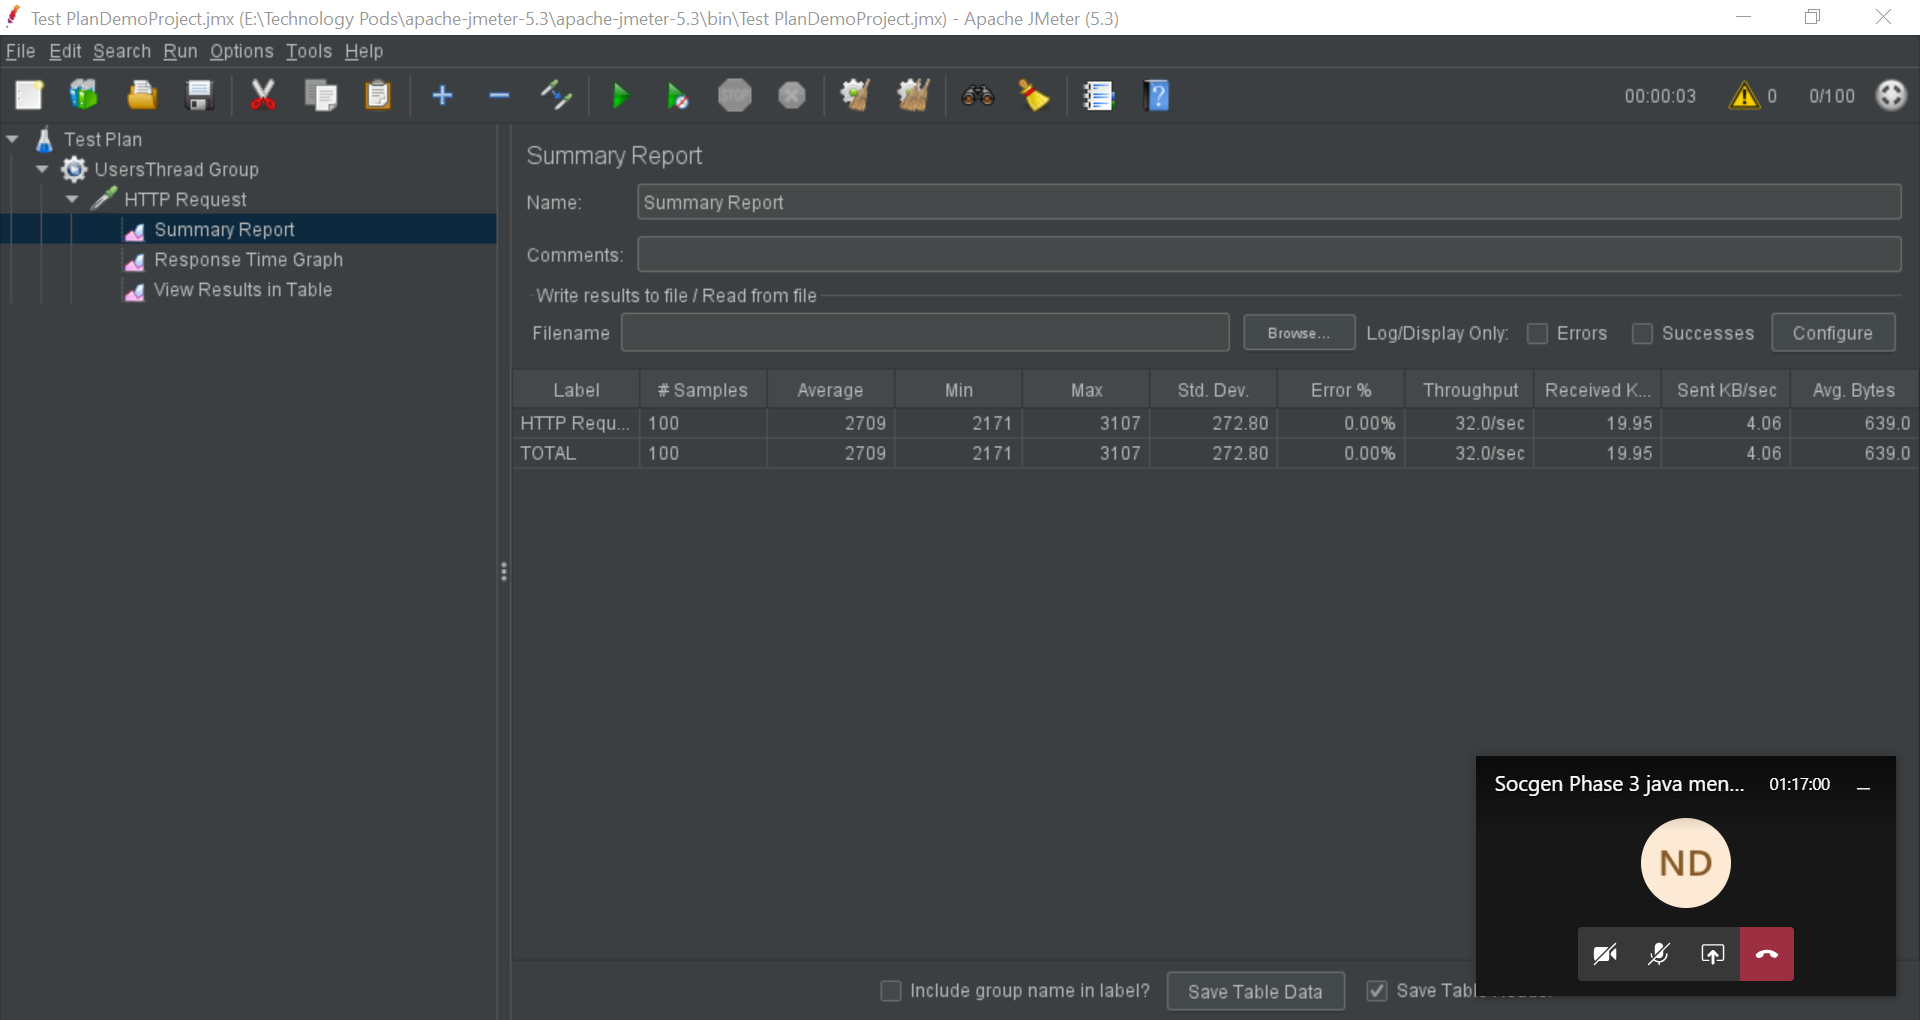 Test PlanDemoProject.jmx (E:\Technology Pods\apache-jmeter-5.3\apache-jmeter-5.3\bin\Test PlanDemoProject.jmx) - Apache JMeter (5.3)
File Edit Search Run Options Tools Help
STOP ? 00:00:03 0 0/100
Test Plan
UsersThread Group
HTTP Request
Summary Report
Response Time Graph
View Results in Table
Summary Report
Name: Summary Report
Comments:
Write results to file / Read from file
Filename Browse... Log/Display Only: Errors Successes Configure
Label # Samples Average Min Max Std. Dev. Error % Throughput Received K... Sent KB/sec Avg. Bytes
HTTP Requ... 100 2709 2171 3107 272.80 0.00% 32.0/sec 19.95 4.06 639.0
TOTAL 100 2709 2171 3107 272.80 0.00% 32.0/sec 19.95 4.06 639.0
Socgen Phase 3 java men... 01:17:00
ND
Include group name in label? Save Table Data Save